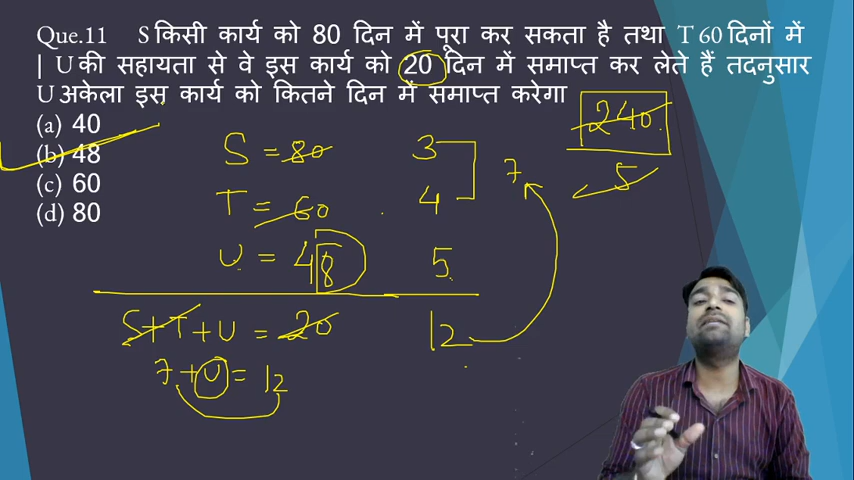 Que.11 S किसी कार्य को 80 दिन में पूरा कर सकता है तथा T 60 दिनों में
| U की सहायता से वे इस कार्य को 20 दिन में समाप्त कर लेते हैं तदनुसार
U अकेला इस कार्य को कितने दिन में समाप्त करेगा
(a) 40
(b) 48
(c) 60
(d) 80
S = 80 3
T = 60 4
7
U = 48 5
S+T+U = 20 12
7+U = 12
240
5